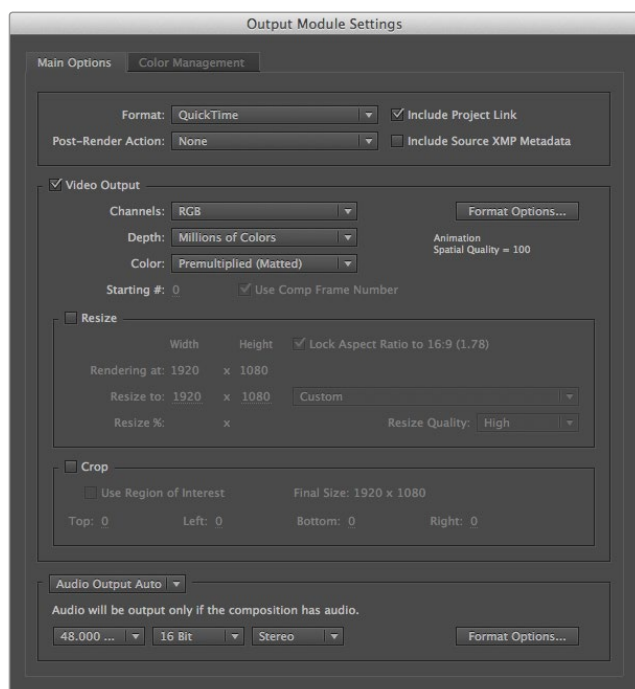 Output Module Settings
Main Options Color Management
Format: QuickTime Include Project Link
Post-Render Action: None Include Source XMP Metadata
Video Output
Channels: RGB Format Options...
Depth: Millions of Colors Animation
Spatial Quality = 100
Color: Premultiplied (Matted)
Starting #: 0 Use Comp Frame Number
Resize
Width Height Lock Aspect Ratio to 16:9 (1.78)
Rendering at: 1920 x 1080
Resize to: 1920 x 1080 Custom
Resize %: x Resize Quality: High
Crop
Use Region of Interest Final Size: 1920 x 1080
Top: 0 Left: 0 Bottom: 0 Right: 0
Audio Output Auto
Audio will be output only if the composition has audio.
48.000 ... 16 Bit Stereo Format Options...